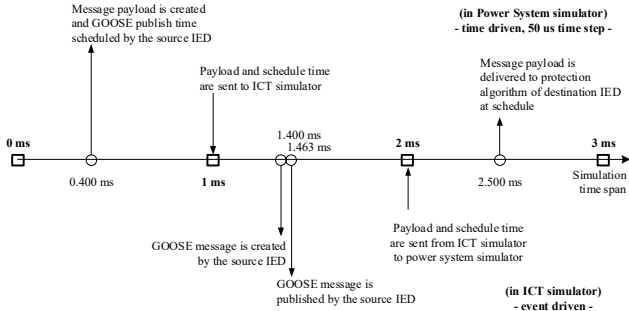 Message payload is created
and GOOSE publish time
scheduled by the source IED
(in Power System simulator)
- time driven, 50 us time step -
Payload and schedule time
are sent to ICT simulator
Message payload is
delivered to protection
algorithm of destination IED
at schedule
0 ms
1.400 ms
1.463 ms
2 ms
3 ms
0.400 ms
1 ms
2.500 ms
Simulation
time span
GOOSE message is created
by the source IED
Payload and schedule time
are sent from ICT simulator
to power system simulator
GOOSE message is
published by the source IED
(in ICT simulator)
- event driven -